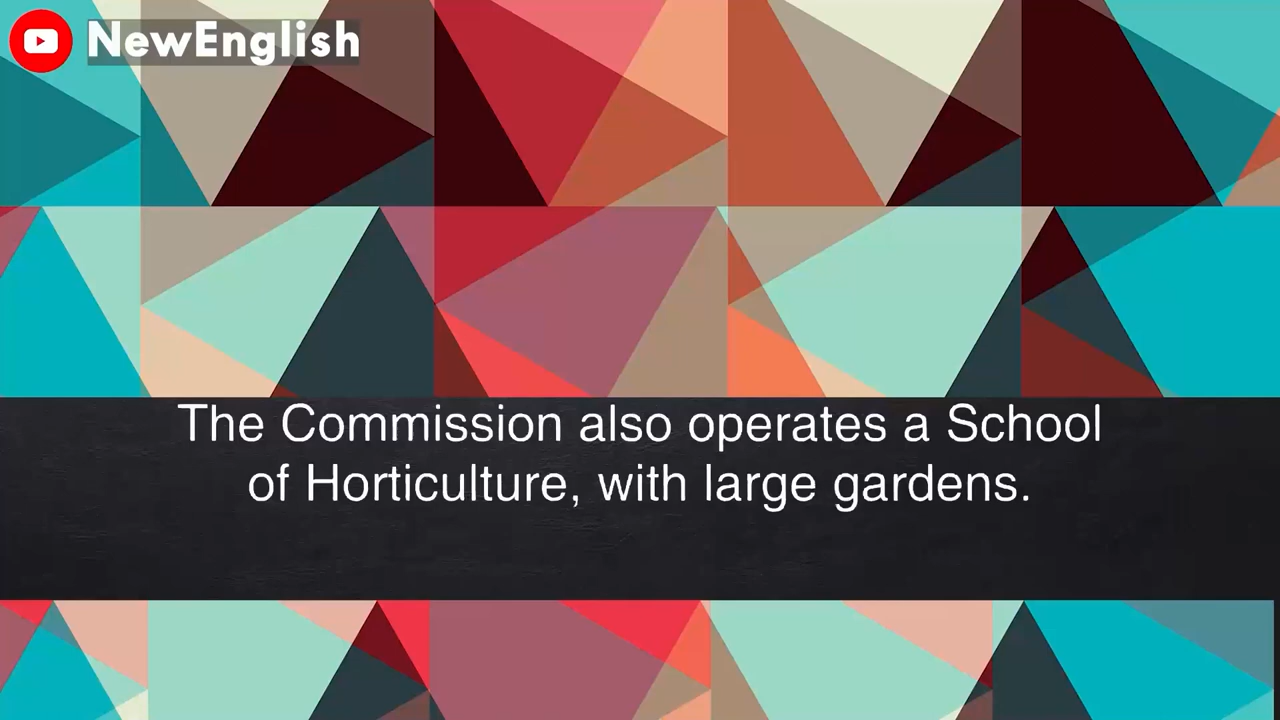 NewEnglish
The Commission also operates a School
of Horticulture, with large gardens.